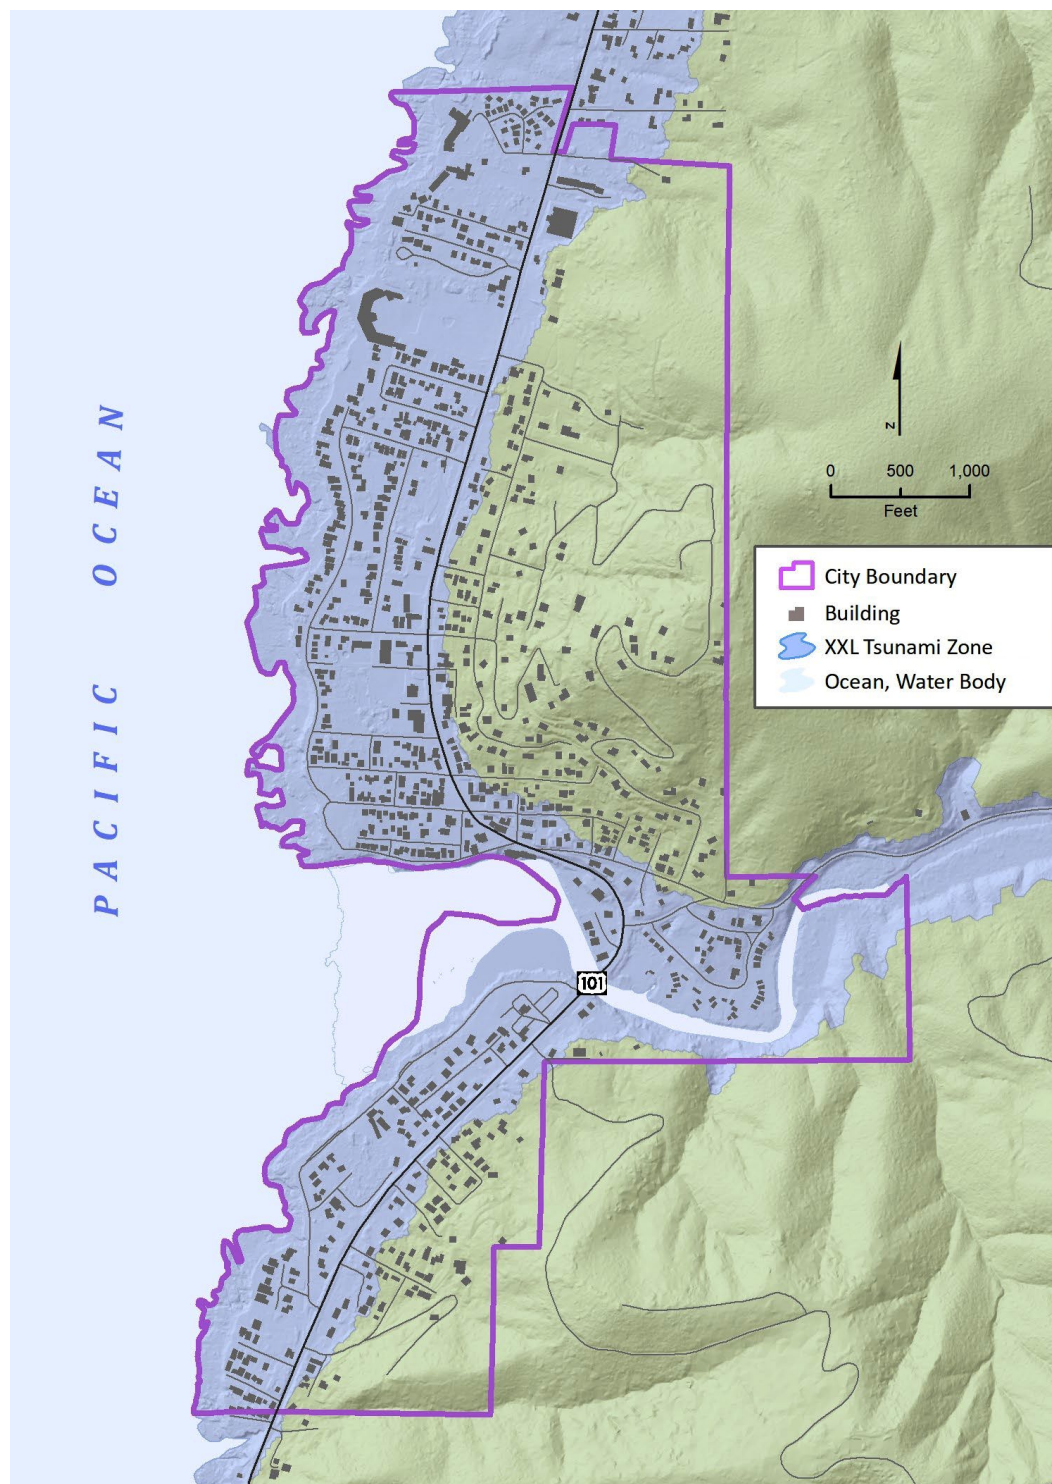 PACIFIC OCEAN
N
0 500 1,000
Feet
City Boundary
Building
XXL Tsunami Zone
Ocean, Water Body
101